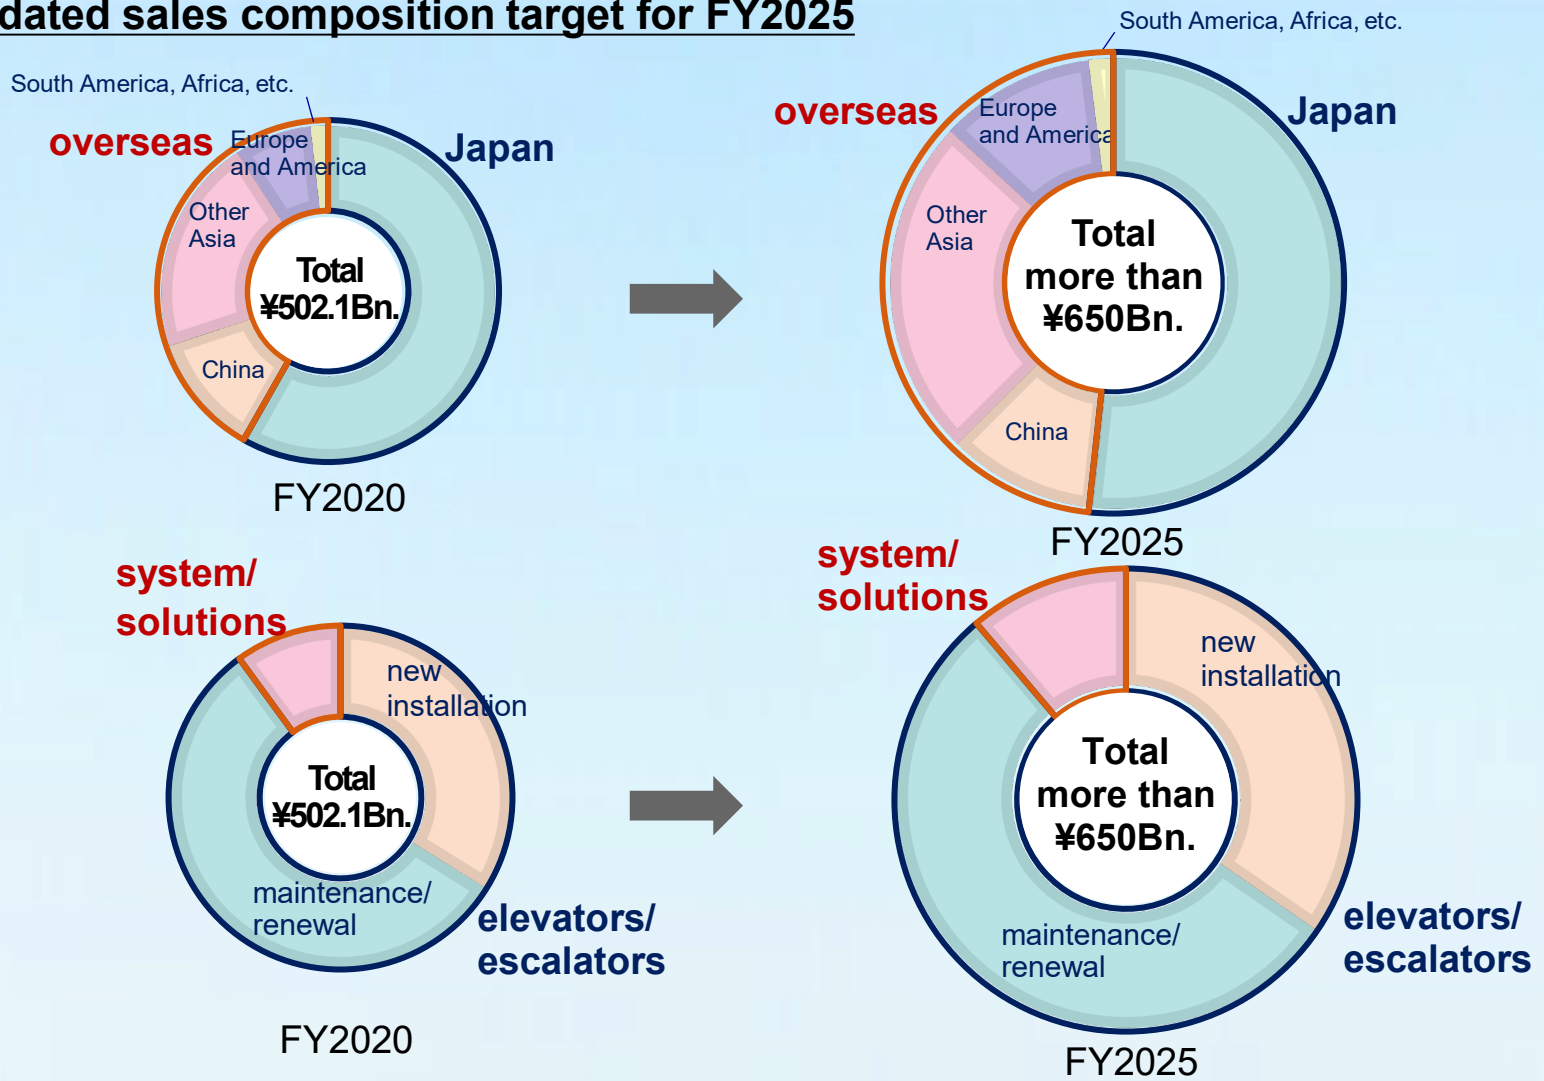 dated sales composition target for FY2025
South America, Africa, etc.
overseas
Europe
and America
Japan
Other
Asia
China
Total
¥502.1Bn.
FY2020
South America, Africa, etc.
overseas
Europe
and America
Japan
Other
Asia
China
Total
more than
¥650Bn.
FY2025
system/
solutions
new
installation
Total
¥502.1Bn.
maintenance/
renewal
elevators/
escalators
FY2020
system/
solutions
new
installation
Total
more than
¥650Bn.
maintenance/
renewal
elevators/
escalators
FY2025